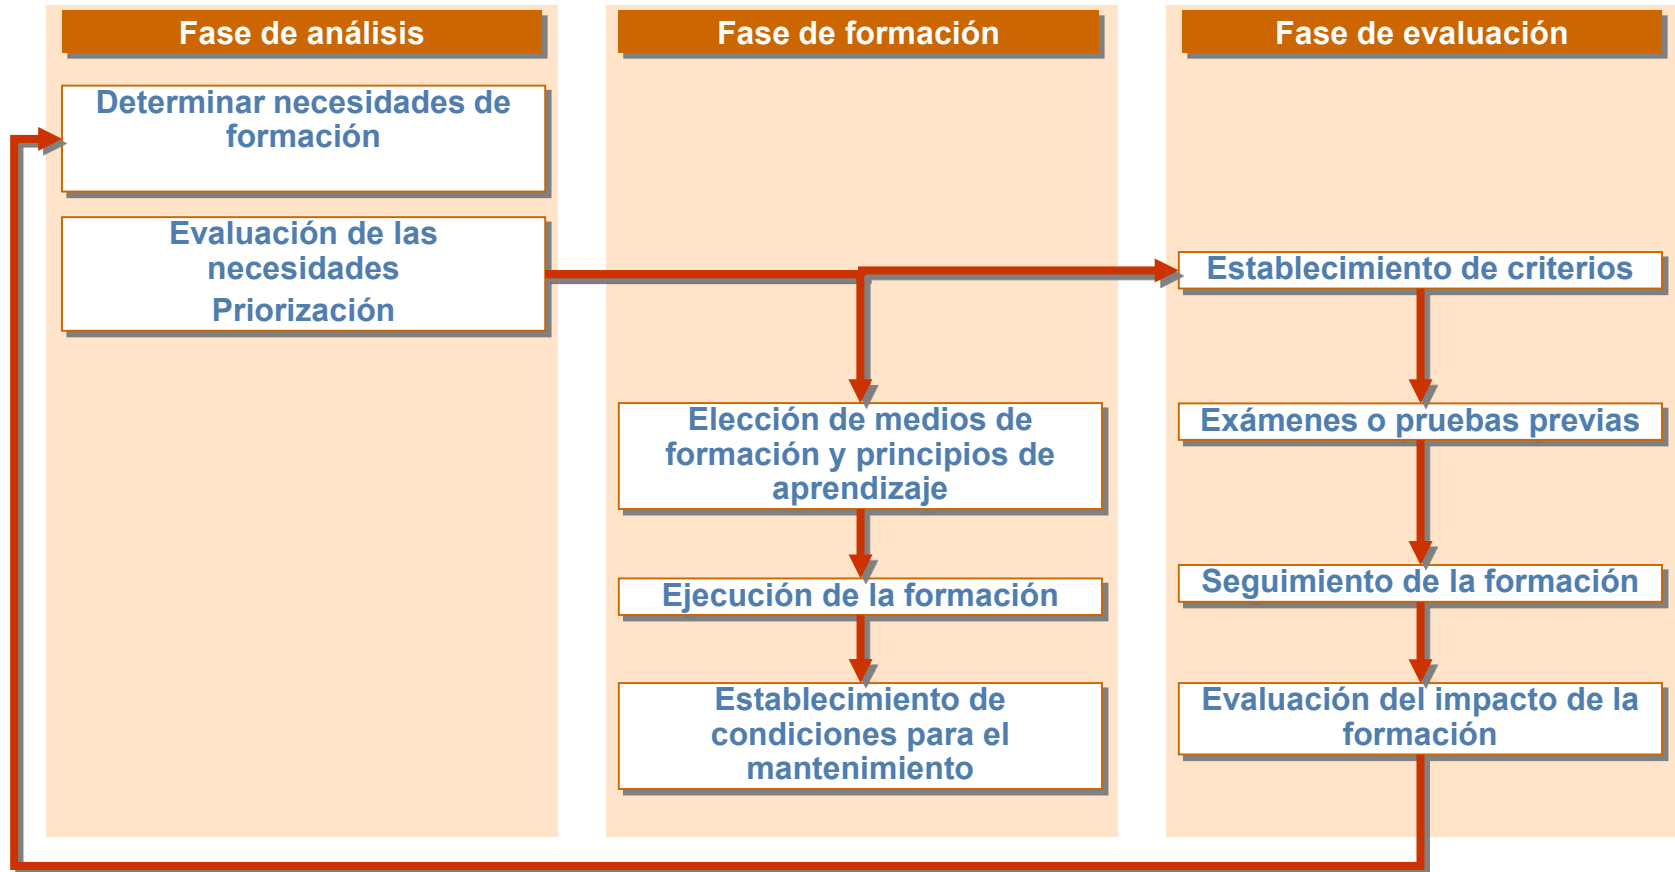 Fase de análisis
Determinar necesidades de
formación
Evaluación de las
necesidades
Priorización
Fase de formación
Elección de medios de
formación y principios de
aprendizaje
Ejecución de la formación
Establecimiento de
condiciones para el
mantenimiento
Fase de evaluación
Establecimiento de criterios
Exámenes o pruebas previas
Seguimiento de la formación
Evaluación del impacto de la
formación